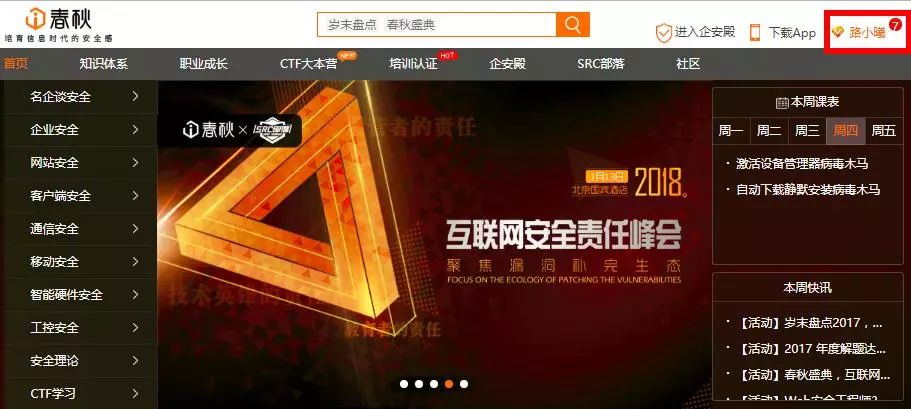 春秋
培育信息时代的安全感
岁末盘点 春秋盛典
进入企安殿
下载App
路小曦
7
首页
知识体系
职业成长
CTF大本营
NEW
培训认证
HOT
企安殿
SRC部落
社区
名企谈安全
企业安全
网站安全
客户端安全
通信安全
移动安全
智能硬件安全
工控安全
安全理论
CTF学习
春秋 × SRC部落
者的责任
1月13日
北京国宾酒店
2018。
互联网安全责任峰会
聚焦漏洞补完生态
FOCUS ON THE ECOLOGY OF PATCHING THE VULNERABILITIES
教育者的责任
本周课表
周一 周二 周三 周四 周五
· 激活设备管理器病毒木马
· 自动下载静默安装病毒木马
本周快讯
· 【活动】岁末盘点2017，...
· 【活动】2017 年度解题达...
· 【活动】春秋盛典，互联网...
· 【活动】Web安全工程师2